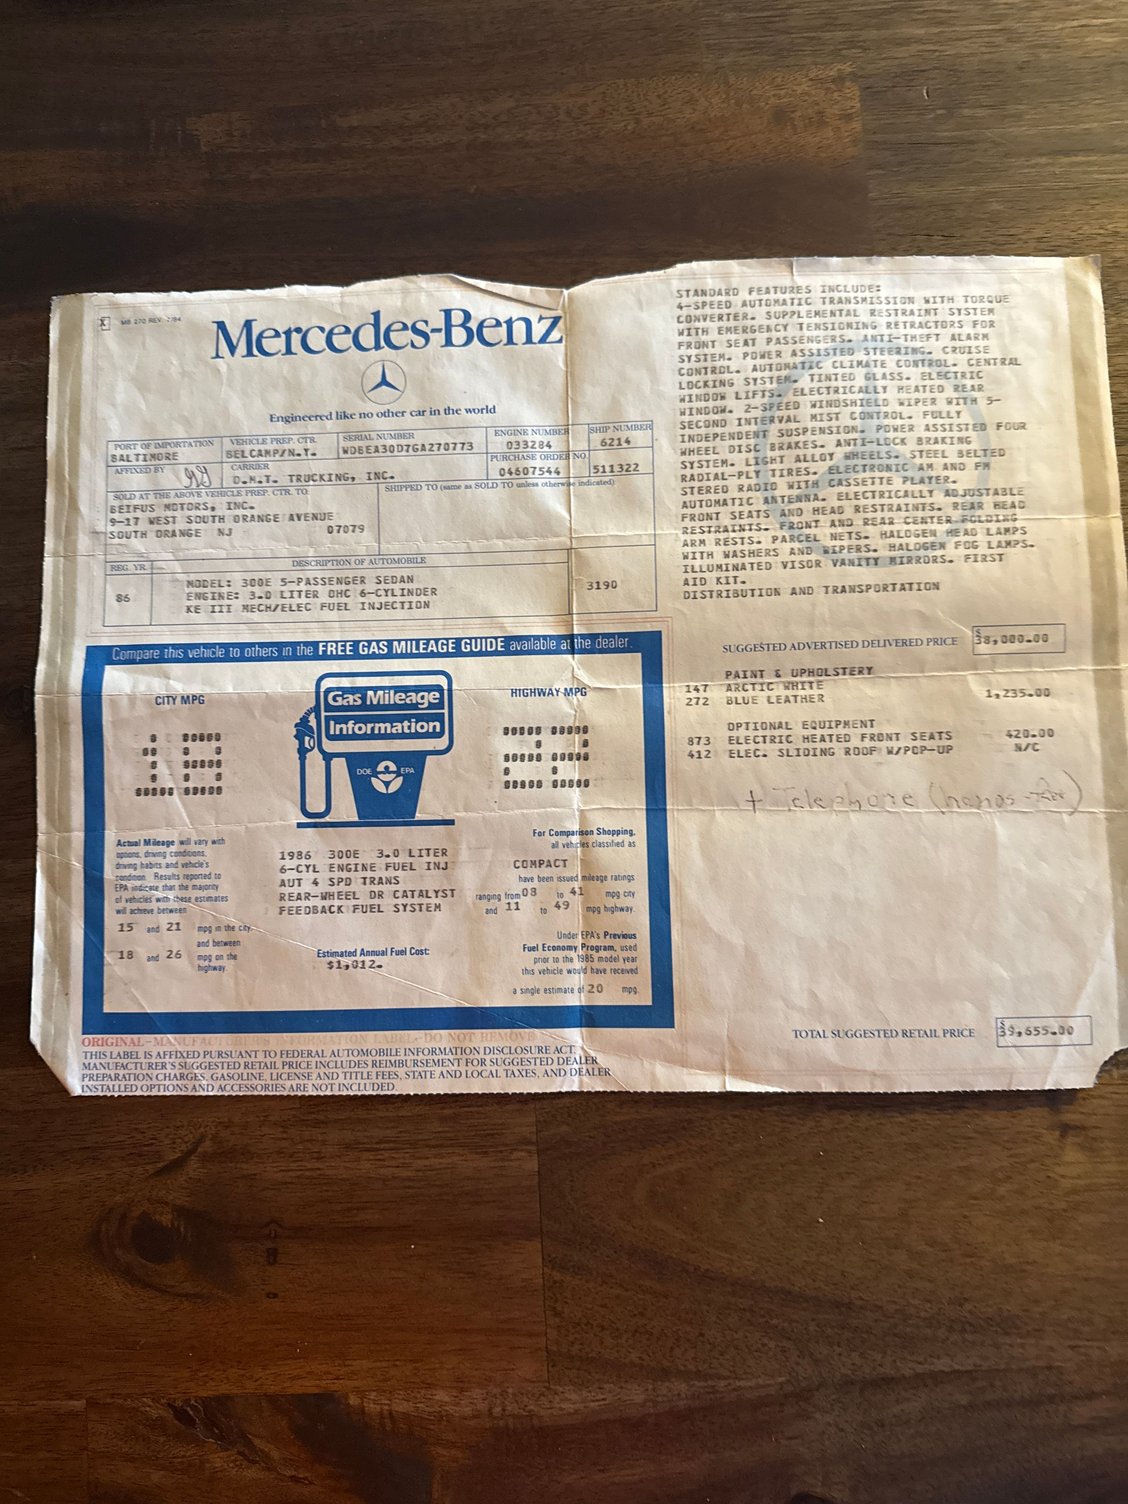 MB 270 REV. 2/84
Mercedes-Benz
Engineered like no other car in the world
PORT OF IMPORTATION
BALTIMORE
VEHICLE PREP. CTR.
BELCAMP/N.Y.
SERIAL NUMBER
WDBEA30D7GA270773
ENGINE NUMBER
033284
SHIP NUMBER
6214
AFFIXED BY
CARRIER
D.M.T. TRUCKING, INC.
PURCHASE ORDER NO.
04607544 511322
SOLD AT THE ABOVE VEHICLE PREP. CTR. TO:
BEIFUS MOTORS, INC.
9-17 WEST SOUTH ORANGE AVENUE
SOUTH ORANGE NJ 07079
SHIPPED TO (same as SOLD TO unless otherwise indicated)
REG. YR.
DESCRIPTION OF AUTOMOBILE
86
MODEL: 300E 5-PASSENGER SEDAN
ENGINE: 3.0 LITER OHC 6-CYLINDER
KE III MECH/ELEC FUEL INJECTION
3190
Compare this vehicle to others in the FREE GAS MILEAGE GUIDE available at the dealer.
CITY MPG
18
Gas Mileage
Information
DOE EPA
HIGHWAY MPG
22
Actual Mileage will vary with
options, driving conditions,
driving habits and vehicle's
condition. Results reported to
EPA indicate that the majority
of vehicles with these estimates
will achieve between
15 and 21 mpg in the city,
and between
18 and 26 mpg on the
highway.
1986 300E 3.0 LITER
6-CYL ENGINE FUEL INJ
AUT 4 SPD TRANS
REAR-WHEEL DR CATALYST
FEEDBACK FUEL SYSTEM
Estimated Annual Fuel Cost:
$1,012.
For Comparison Shopping,
all vehicles classified as
COMPACT
have been issued mileage ratings
ranging from 08 to 41 mpg city
and 11 to 49 mpg highway.
Under EPA's Previous
Fuel Economy Program, used
prior to the 1985 model year
this vehicle would have received
a single estimate of 20 mpg.
ORIGINAL-MANUFACTURER'S INFORMATION LABEL-DO NOT REMOVE
THIS LABEL IS AFFIXED PURSUANT TO FEDERAL AUTOMOBILE INFORMATION DISCLOSURE ACT.
MANUFACTURER'S SUGGESTED RETAIL PRICE INCLUDES REIMBURSEMENT FOR SUGGESTED DEALER
PREPARATION CHARGES, GASOLINE, LICENSE AND TITLE FEES, STATE AND LOCAL TAXES, AND DEALER
INSTALLED OPTIONS AND ACCESSORIES ARE NOT INCLUDED.
STANDARD FEATURES INCLUDE:
4-SPEED AUTOMATIC TRANSMISSION WITH TORQUE
CONVERTER. SUPPLEMENTAL RESTRAINT SYSTEM
WITH EMERGENCY TENSIONING RETRACTORS FOR
FRONT SEAT PASSENGERS. ANTI-THEFT ALARM
SYSTEM. POWER ASSISTED STEERING. CRUISE
CONTROL. AUTOMATIC CLIMATE CONTROL. CENTRAL
LOCKING SYSTEM. TINTED GLASS. ELECTRIC
WINDOW LIFTS. ELECTRICALLY HEATED REAR
WINDOW. 2-SPEED WINDSHIELD WIPER WITH 5-
SECOND INTERVAL MIST CONTROL. FULLY
INDEPENDENT SUSPENSION. POWER ASSISTED FOUR
WHEEL DISC BRAKES. ANTI-LOCK BRAKING
SYSTEM. LIGHT ALLOY WHEELS. STEEL BELTED
RADIAL-PLY TIRES. ELECTRONIC AM AND FM
STEREO RADIO WITH CASSETTE PLAYER.
AUTOMATIC ANTENNA. ELECTRICALLY ADJUSTABLE
FRONT SEATS AND HEAD RESTRAINTS. REAR HEAD
RESTRAINTS. FRONT AND REAR CENTER FOLDING
ARM RESTS. PARCEL NETS. HALOGEN HEAD LAMPS
WITH WASHERS AND WIPERS. HALOGEN FOG LAMPS.
ILLUMINATED VISOR VANITY MIRRORS. FIRST
AID KIT.
DISTRIBUTION AND TRANSPORTATION
SUGGESTED ADVERTISED DELIVERED PRICE $38,000.00
PAINT & UPHOLSTERY
147 ARCTIC WHITE
272 BLUE LEATHER 1,235.00
OPTIONAL EQUIPMENT
873 ELECTRIC HEATED FRONT SEATS 420.00
412 ELEC. SLIDING ROOF W/POP-UP N/C
+ Telephone (hands-free)
TOTAL SUGGESTED RETAIL PRICE $39,655.00